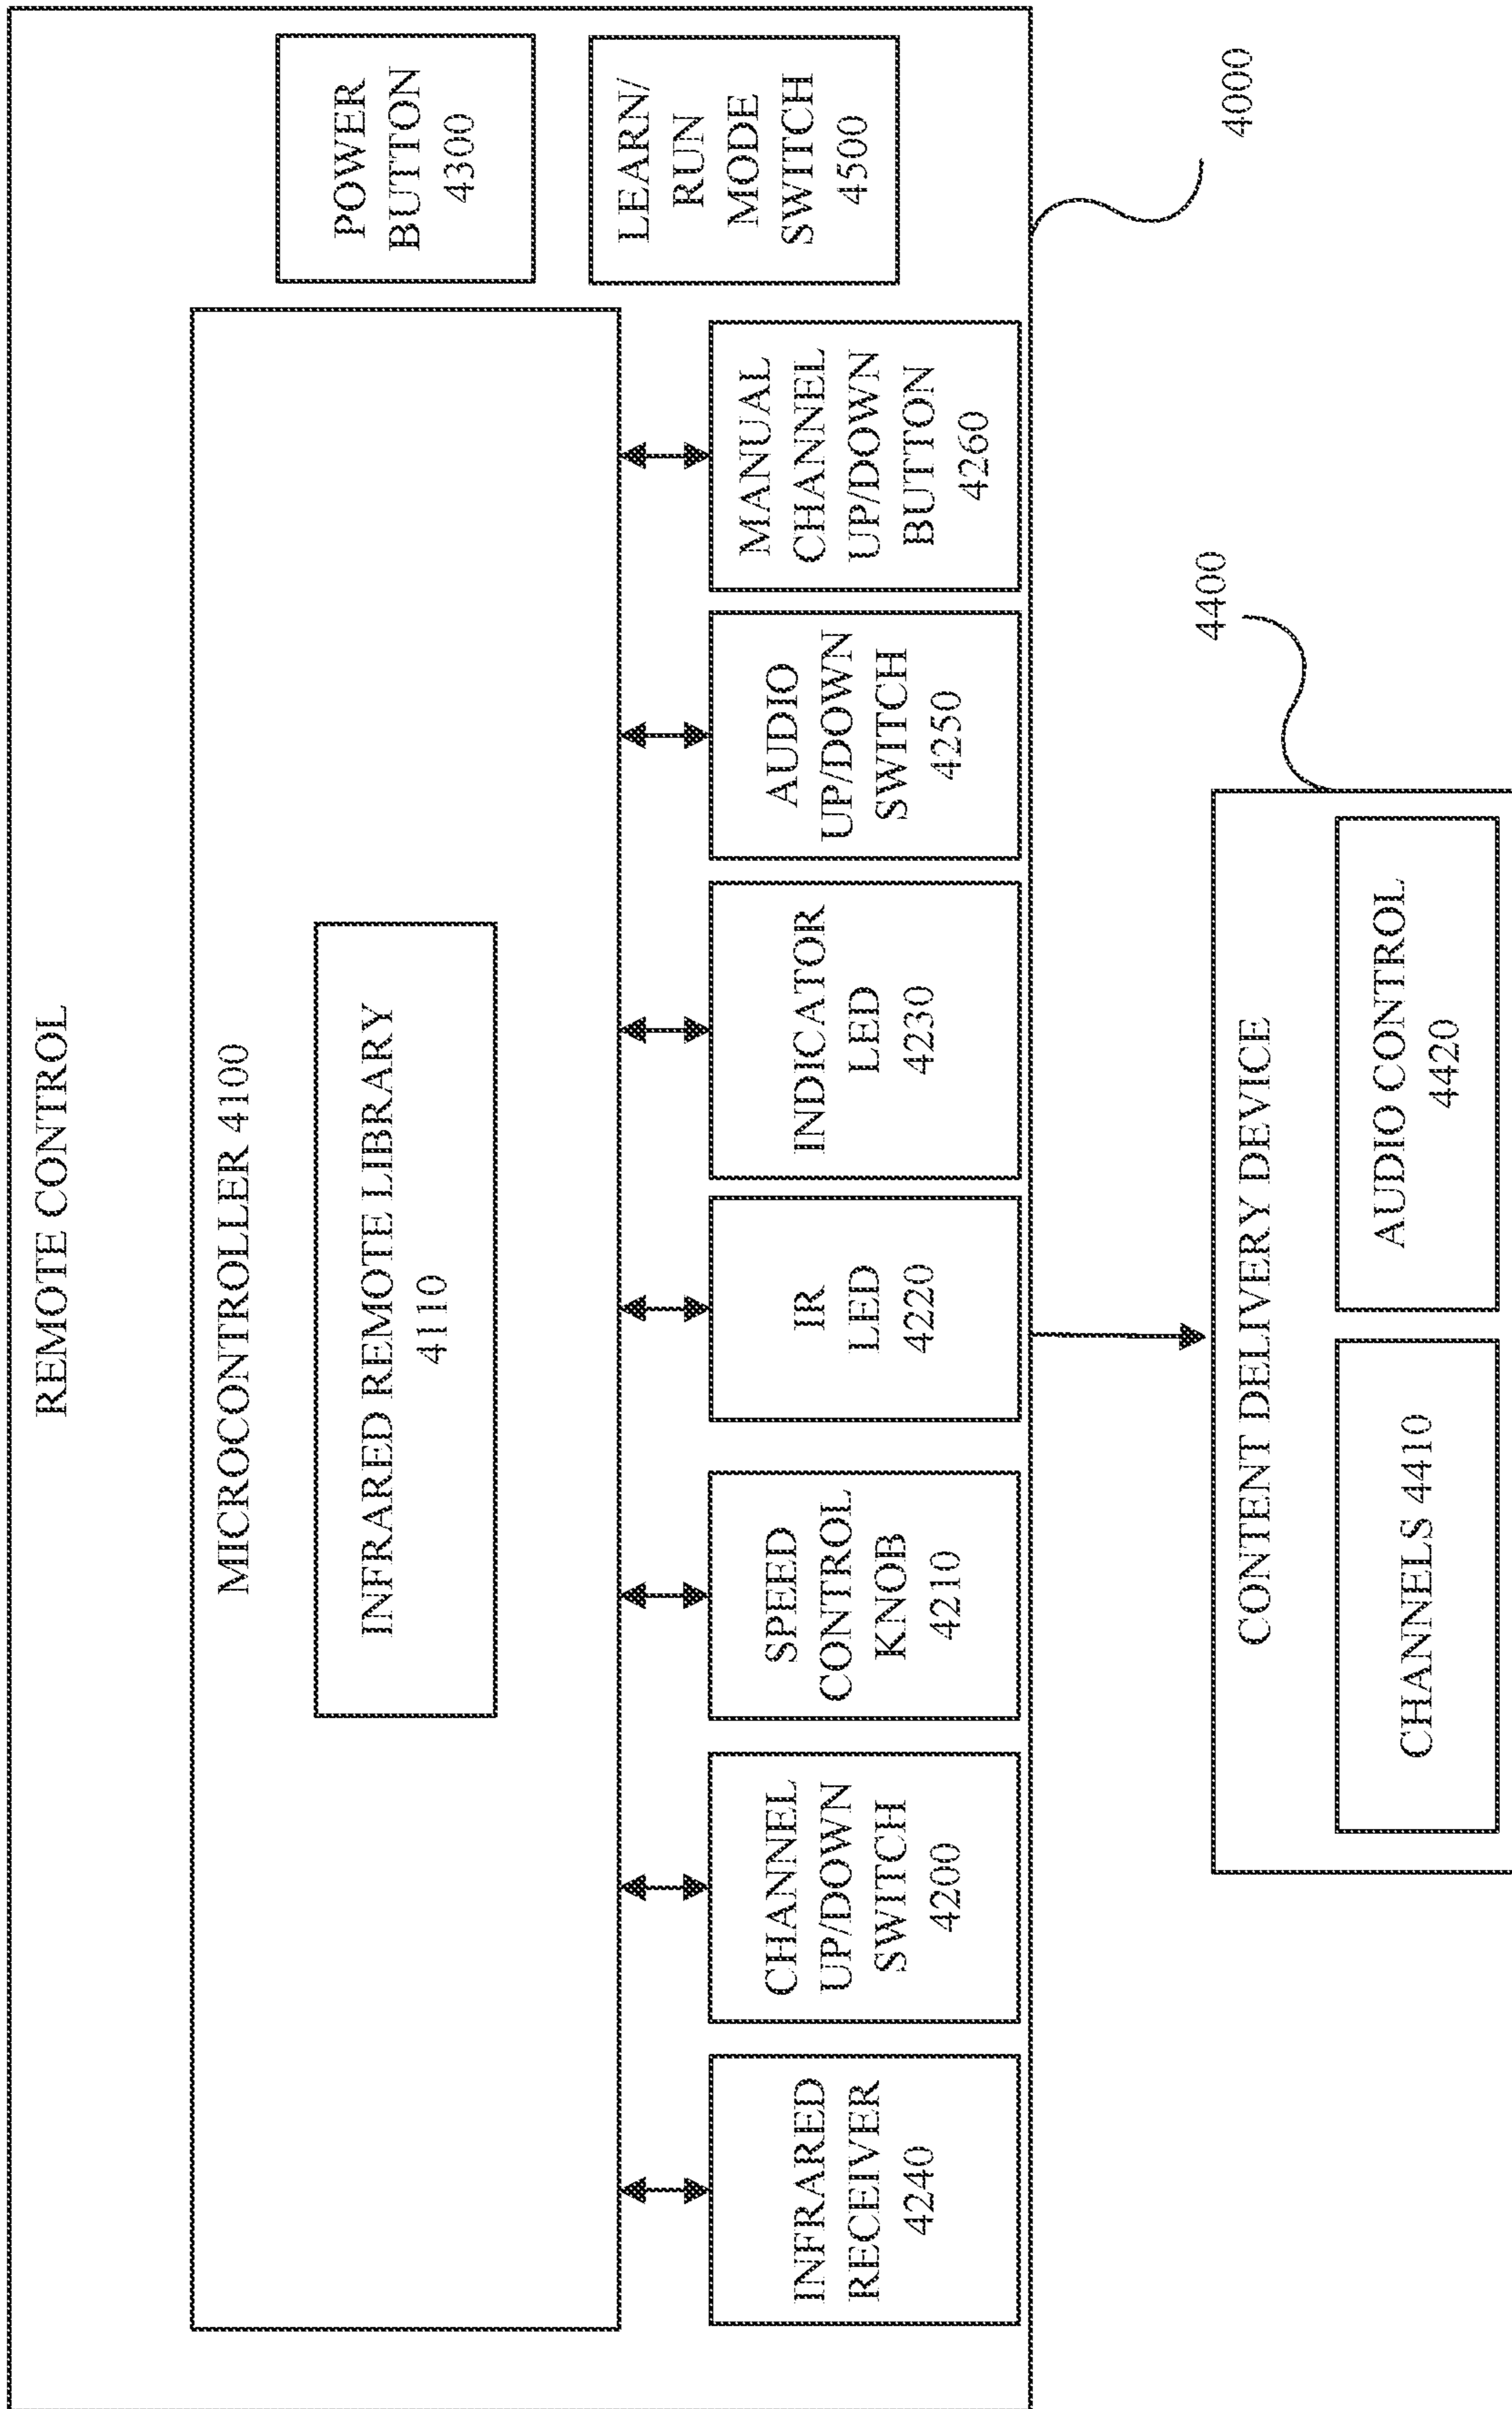 REMOTE CONTROL
MICROCONTROLLER 4100
INFRARED REMOTE LIBRARY
4110
POWER
BUTTON
4300
LEARN/
RUN
MODE
SWITCH
4500
INFRARED
RECEIVER
4240
CHANNEL
UP/DOWN
SWITCH
4200
SPEED
CONTROL
KNOB
4210
IR
LED
4220
INDICATOR
LED
4230
AUDIO
UP/DOWN
SWITCH
4250
MANUAL
CHANNEL
UP/DOWN
BUTTON
4260
4000
4400
CONTENT DELIVERY DEVICE
CHANNELS 4410
AUDIO CONTROL
4420